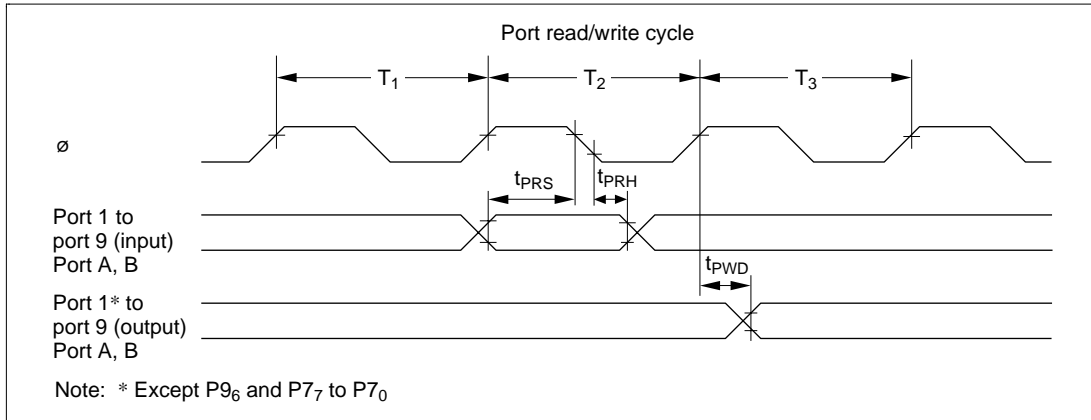 Port read/write cycle
T₁ T₂ T₃
ø
tPRS tPRH
Port 1 to
port 9 (input)
Port A, B
tPWD
Port 1* to
port 9 (output)
Port A, B
Note: * Except P9₆ and P7₇ to P7₀